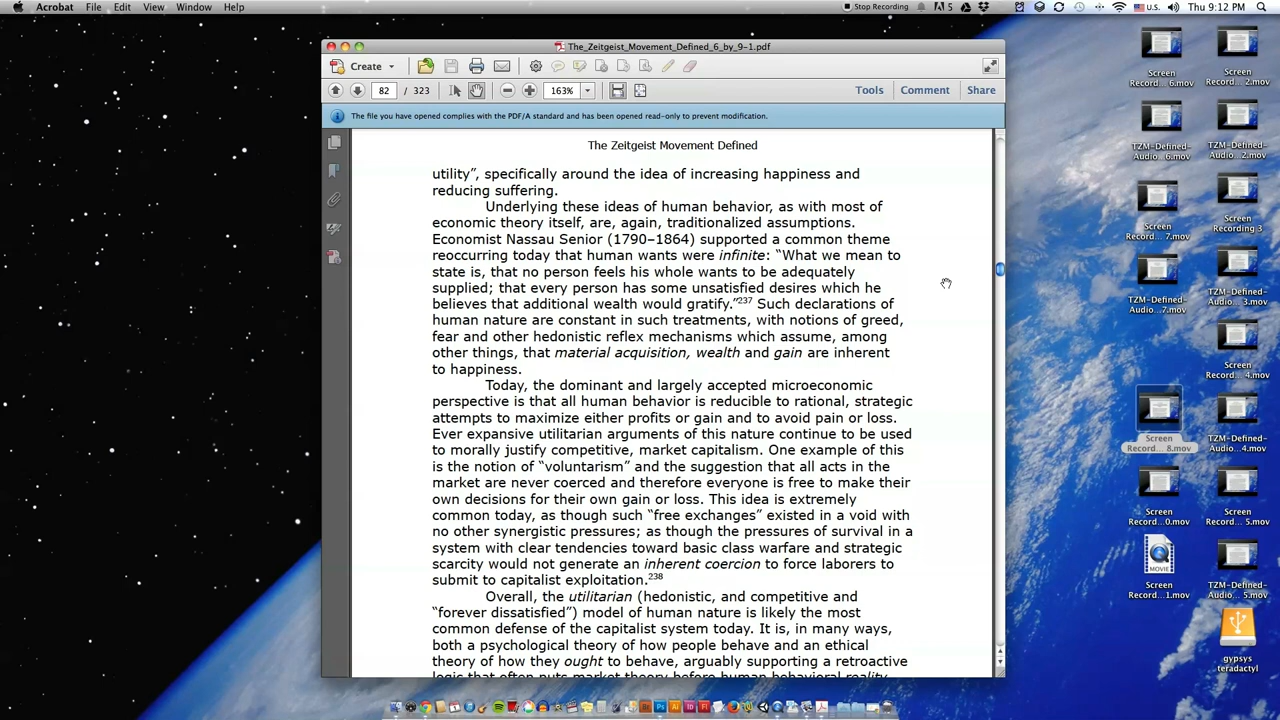 Acrobat File Edit View Window Help
Stop Recording
5
U.S.
Thu 9:12 PM
The_Zeitgeist_Movement_Defined_6_by_9-1.pdf
Create
82 / 323
163%
Tools Comment Share
The file you have opened complies with the PDF/A standard and has been opened read-only to prevent modification.
The Zeitgeist Movement Defined
utility”, specifically around the idea of increasing happiness and
reducing suffering.
Underlying these ideas of human behavior, as with most of
economic theory itself, are, again, traditionalized assumptions.
Economist Nassau Senior (1790–1864) supported a common theme
reoccurring today that human wants were infinite: “What we mean to
state is, that no person feels his whole wants to be adequately
supplied; that every person has some unsatisfied desires which he
believes that additional wealth would gratify.”237 Such declarations of
human nature are constant in such treatments, with notions of greed,
fear and other hedonistic reflex mechanisms which assume, among
other things, that material acquisition, wealth and gain are inherent
to happiness.
Today, the dominant and largely accepted microeconomic
perspective is that all human behavior is reducible to rational, strategic
attempts to maximize either profits or gain and to avoid pain or loss.
Ever expansive utilitarian arguments of this nature continue to be used
to morally justify competitive, market capitalism. One example of this
is the notion of “voluntarism” and the suggestion that all acts in the
market are never coerced and therefore everyone is free to make their
own decisions for their own gain or loss. This idea is extremely
common today, as though such “free exchanges” existed in a void with
no other synergistic pressures; as though the pressures of survival in a
system with clear tendencies toward basic class warfare and strategic
scarcity would not generate an inherent coercion to force laborers to
submit to capitalist exploitation.238
Overall, the utilitarian (hedonistic, and competitive and
“forever dissatisfied”) model of human nature is likely the most
common defense of the capitalist system today. It is, in many ways,
both a psychological theory of how people behave and an ethical
theory of how they ought to behave, arguably supporting a retroactive
Screen
Record... 6.mov
Screen
Record... 2.mov
TZM-Defined-
Audio...6.mov
TZM-Defined-
Audio...2.mov
Screen
Record...7.mov
Screen
Recording 3
TZM-Defined-
Audio...7.mov
TZM-Defined-
Audio...3.mov
Screen
Record... 4.mov
Screen
Record... 8.mov
TZM-Defined-
Audio...4.mov
Screen
Record...0.mov
Screen
Record... 5.mov
MOVIE
Screen
Record...1.mov
TZM-Defined-
Audio... 5.mov
gypsys
teradactyl